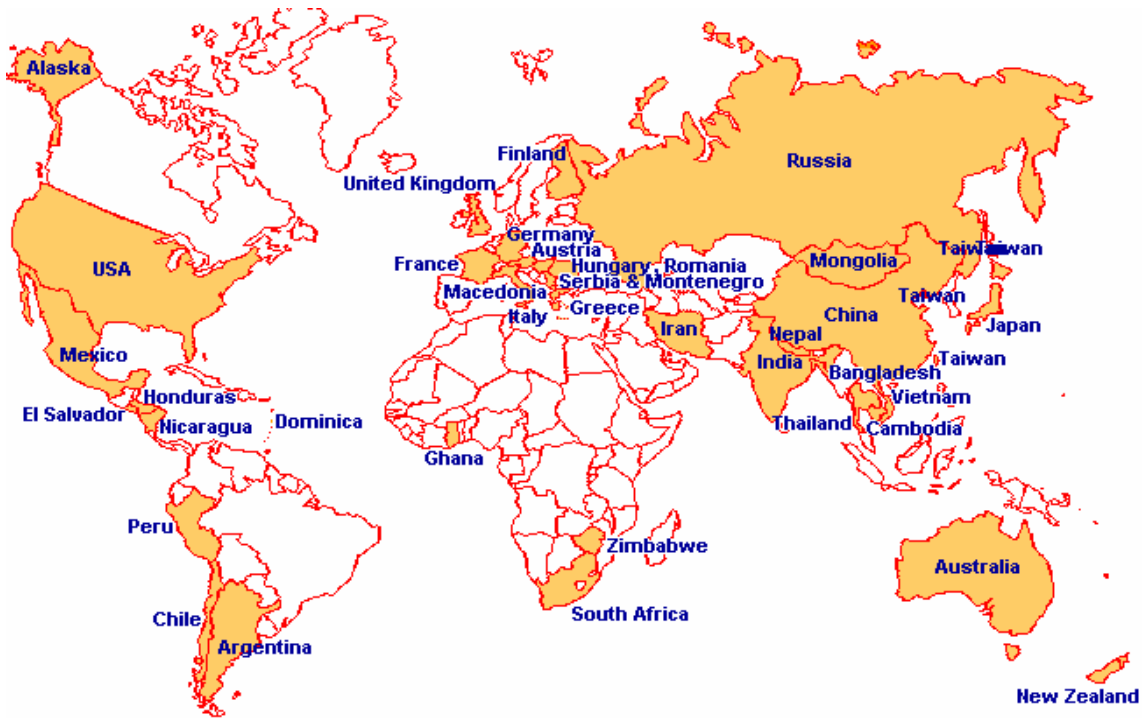 Alaska
Finland
Russia
United Kingdom
Germany
Austria
Taiwan
Taiwan
USA
France
Hungary, Romania
Mongolia
Serbia & Montenegro
Macedonia
Taiwan
Italy
Greece
China
Japan
Iran
Nepal
Mexico
India
Taiwan
Bangladesh
Honduras
Vietnam
El Salvador
Nicaragua
Dominica
Thailand
Cambodia
Ghana
Peru
Zimbabwe
Australia
Chile
South Africa
Argentina
New Zealand